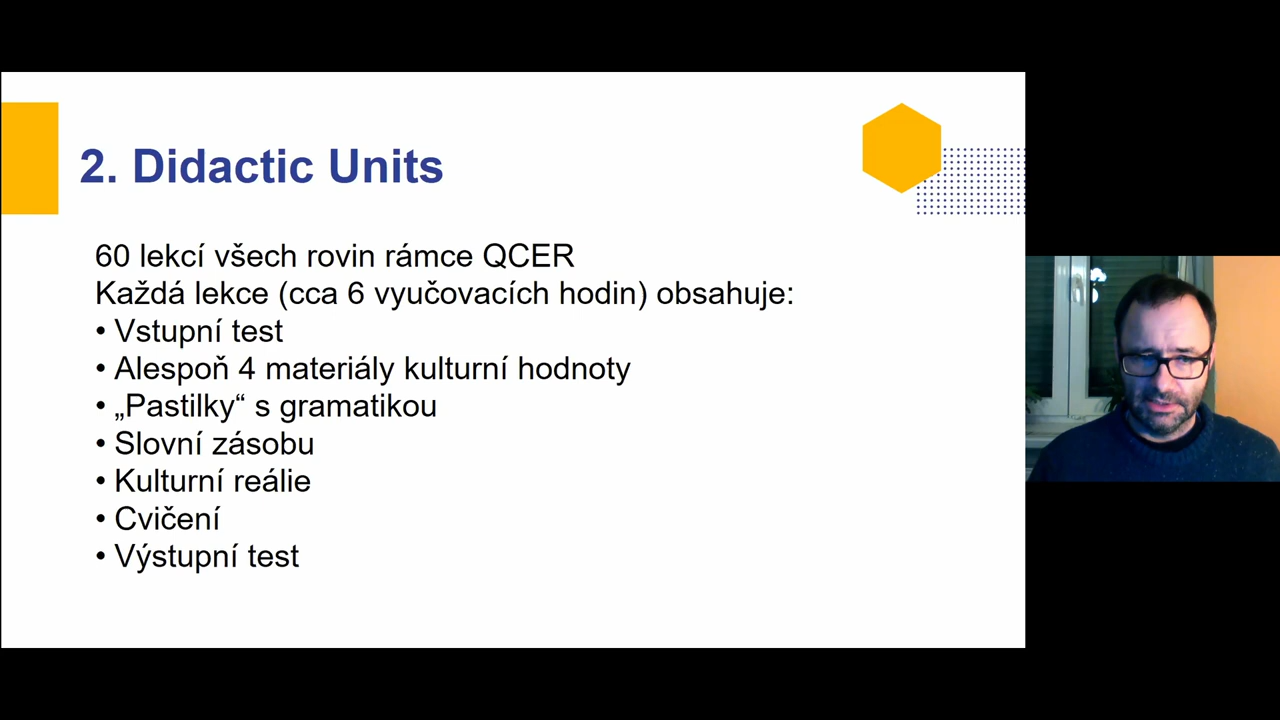 2. Didactic Units
60 lekcí všech rovin rámce QCER
Každá lekce (cca 6 vyučovacích hodin) obsahuje:
• Vstupní test
• Alespoň 4 materiály kulturní hodnoty
• „Pastilky“ s gramatikou
• Slovní zásobu
• Kulturní reálie
• Cvičení
• Výstupní test